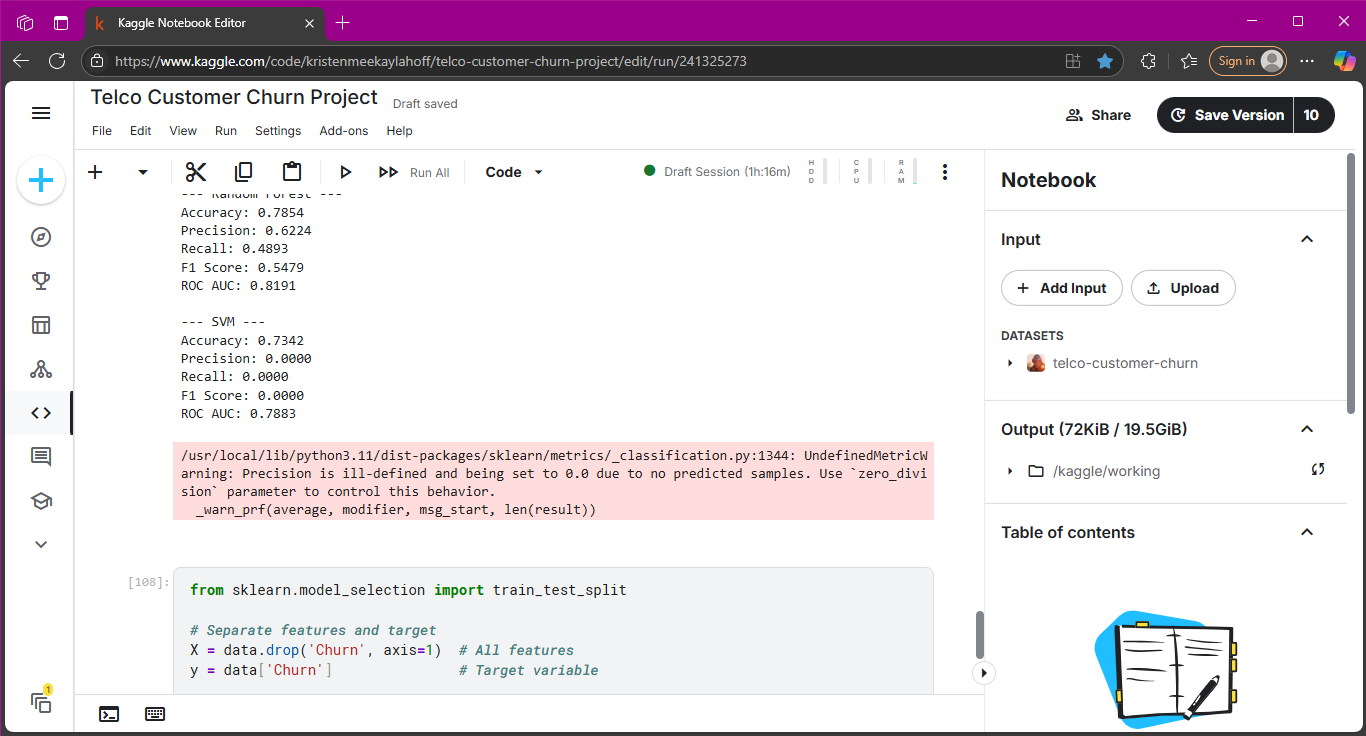 Kaggle Notebook Editor
https://www.kaggle.com/code/kristenmeekaylahoff/telco-customer-churn-project/edit/run/241325273
Sign in
Telco Customer Churn Project
Draft saved
Share
Save Version
10
File Edit View Run Settings Add-ons Help
Run All
Code
Draft Session (1h:16m)
HDD
CPU
RAM
--- Random Forest ---
Accuracy: 0.7854
Precision: 0.6224
Recall: 0.4893
F1 Score: 0.5479
ROC AUC: 0.8191
--- SVM ---
Accuracy: 0.7342
Precision: 0.0000
Recall: 0.0000
F1 Score: 0.0000
ROC AUC: 0.7883
/usr/local/lib/python3.11/dist-packages/sklearn/metrics/_classification.py:1344: UndefinedMetricW
arning: Precision is ill-defined and being set to 0.0 due to no predicted samples. Use `zero_divi
sion` parameter to control this behavior.
_warn_prf(average, modifier, msg_start, len(result))
[108]:
from sklearn.model_selection import train_test_split
# Separate features and target
X = data.drop('Churn', axis=1)  # All features
y = data['Churn']               # Target variable
Notebook
Input
Add Input
Upload
DATASETS
telco-customer-churn
Output (72KiB / 19.5GiB)
/kaggle/working
Table of contents
1